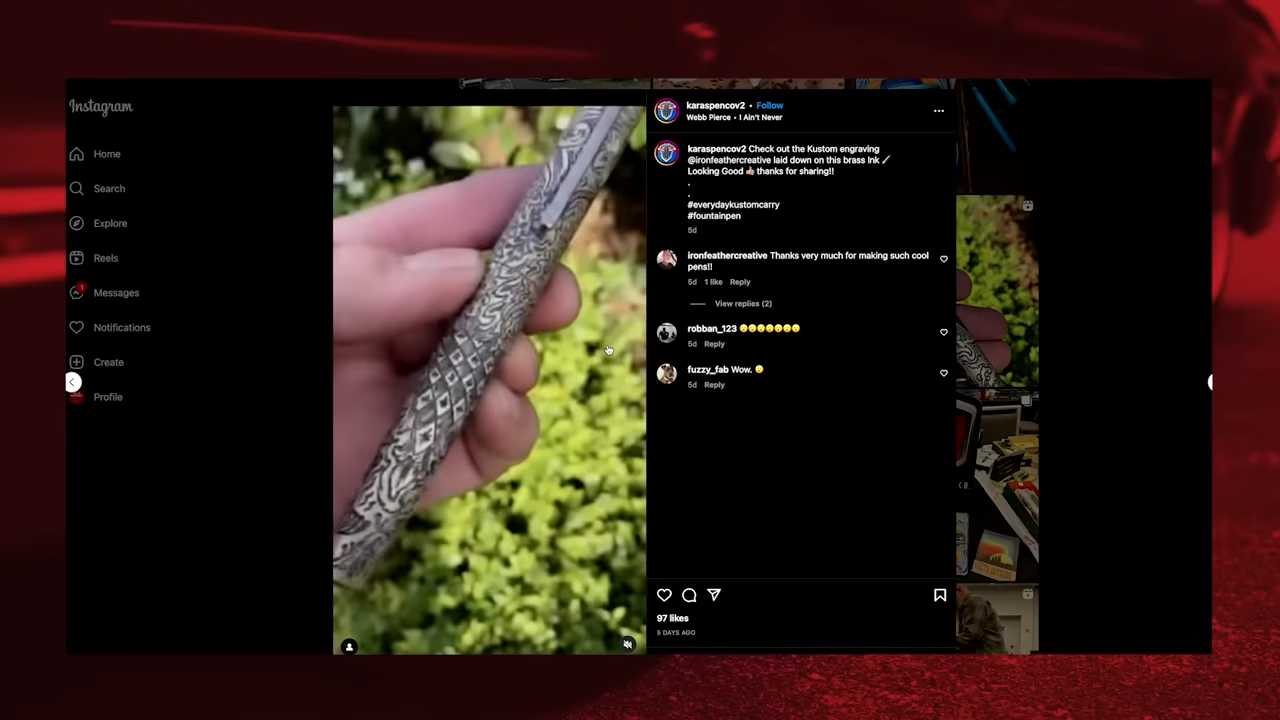 Instagram
Home
Search
Explore
Reels
1
Messages
Notifications
Create
Profile
karaspencov2 • Follow
Webb Pierce • I Ain't Never
karaspencov2 Check out the Kustom engraving
@ironfeathercreative laid down on this brass Ink 🖊️
Looking Good 👍🏼 thanks for sharing!!
.
.
#everydaykustomcarry
#fountainpen
5d
ironfeathercreative Thanks very much for making such cool
pens!!
5d 1 like Reply
View replies (2)
robban_123 😮😮😮😮😮😮😮
5d Reply
fuzzy_fab Wow. 😮
5d Reply
97 likes
5 DAYS AGO